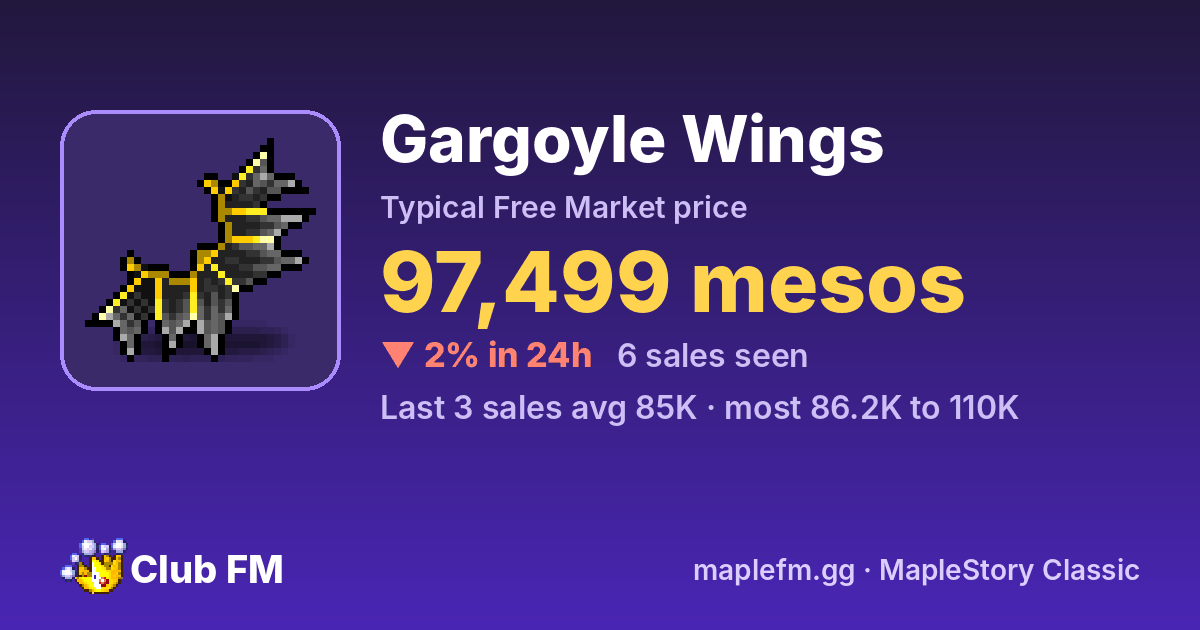 Gargoyle Wings
Typical Free Market price
97,499 mesos
▼ 2% in 24h 6 sales seen
Last 3 sales avg 85K · most 86.2K to 110K
Club FM
maplefm.gg · MapleStory Classic